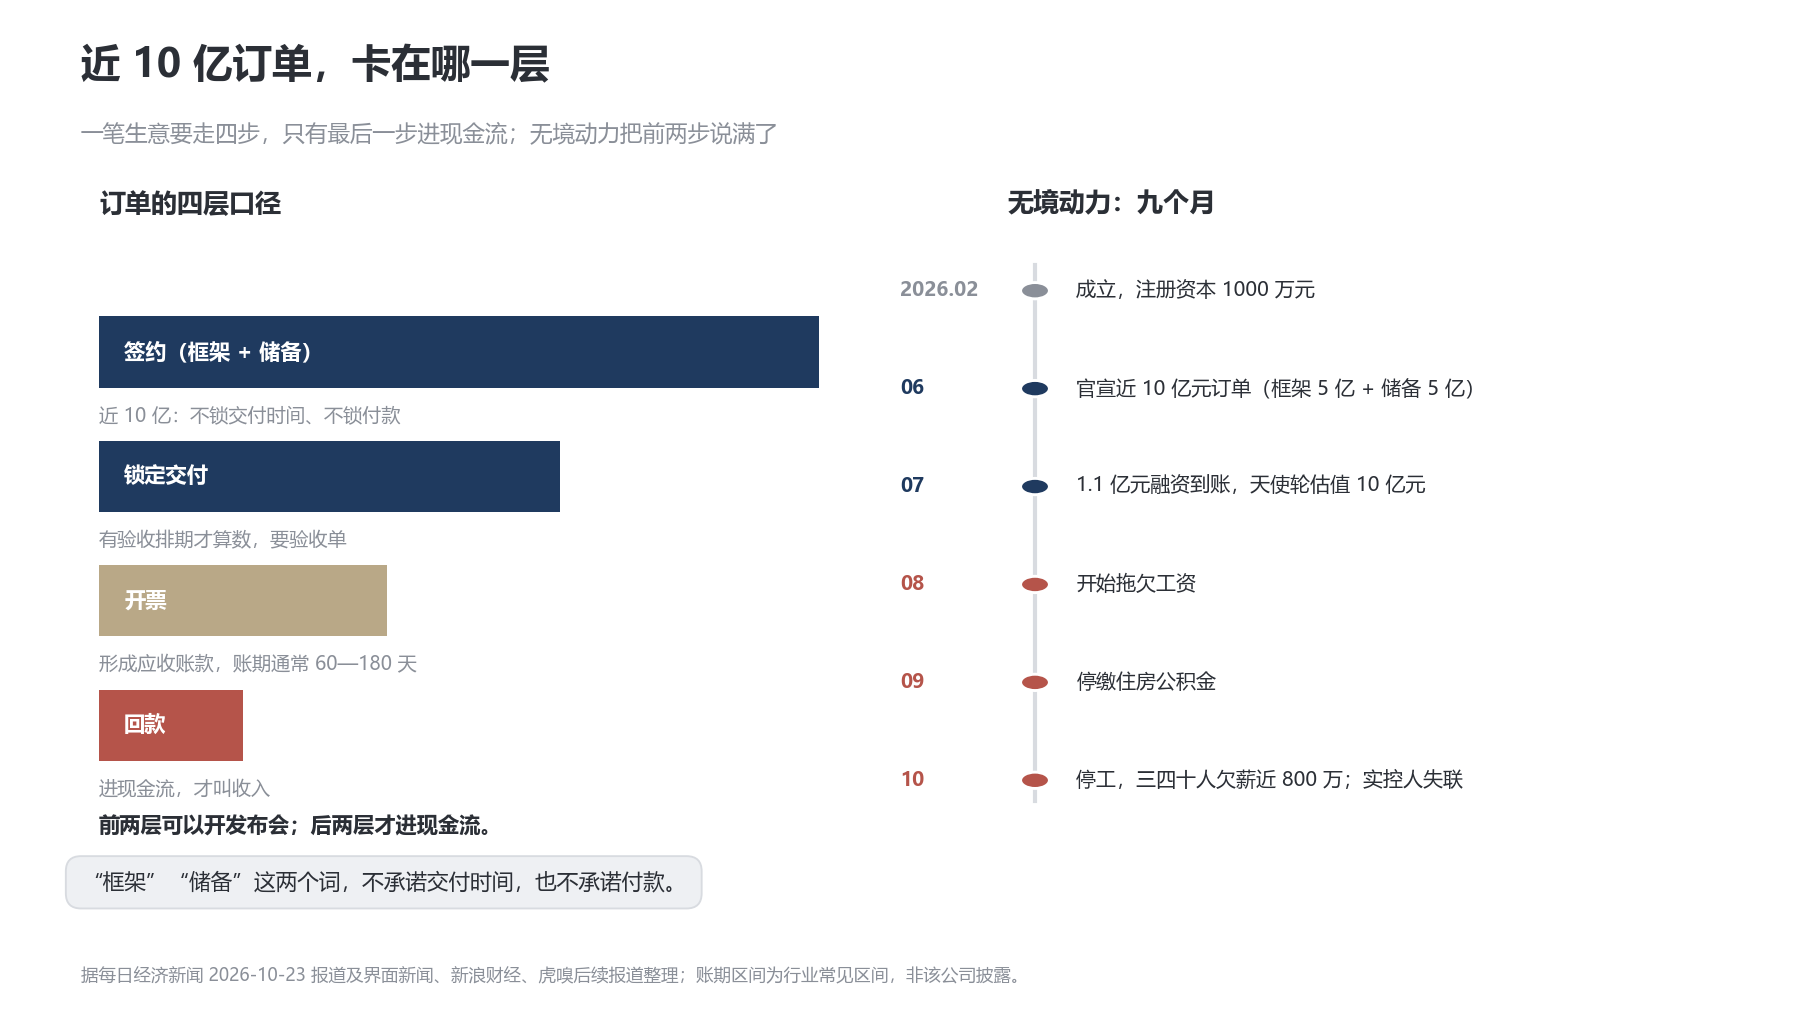 近 10 亿订单，卡在哪一层
一笔生意要走四步，只有最后一步进现金流；无境动力把前两步说满了
订单的四层口径
签约（框架 + 储备）
近 10 亿：不锁交付时间、不锁付款
锁定交付
有验收排期才算数，要验收单
开票
形成应收账款，账期通常 60—180 天
回款
进现金流，才叫收入
前两层可以开发布会；后两层才进现金流。
“框架” “储备”这两个词，不承诺交付时间，也不承诺付款。
无境动力：九个月
2026.02 成立，注册资本 1000 万元
06 官宣近 10 亿元订单（框架 5 亿 + 储备 5 亿）
07 1.1 亿元融资到账，天使轮估值 10 亿元
08 开始拖欠工资
09 停缴住房公积金
10 停工，三四十人欠薪近 800 万；实控人失联
据每日经济新闻 2026-10-23 报道及界面新闻、新浪财经、虎嗅后续报道整理；账期区间为行业常见区间，非该公司披露。